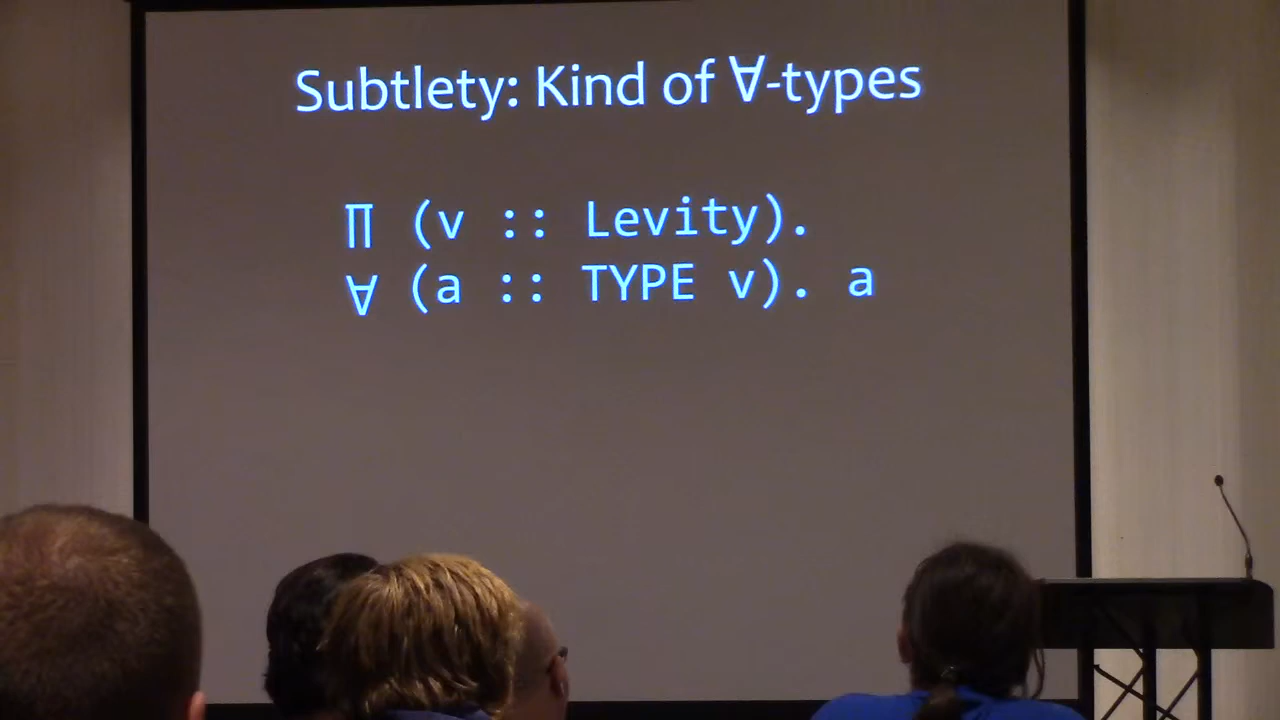 Subtlety: Kind of ∀-types
Π (v :: Levity).
∀ (a :: TYPE v). a